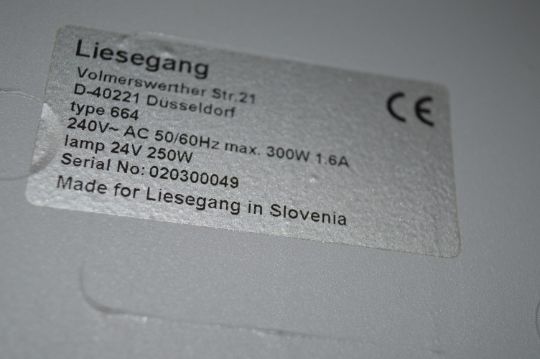 Liesegang
Volmerswerther Str.21
D-40221 Düsseldorf
type 664
240V~ AC 50/60Hz max. 300W 1.6A
lamp 24V 250W
Serial No: 020300049
Made for Liesegang in Slovenia
CE